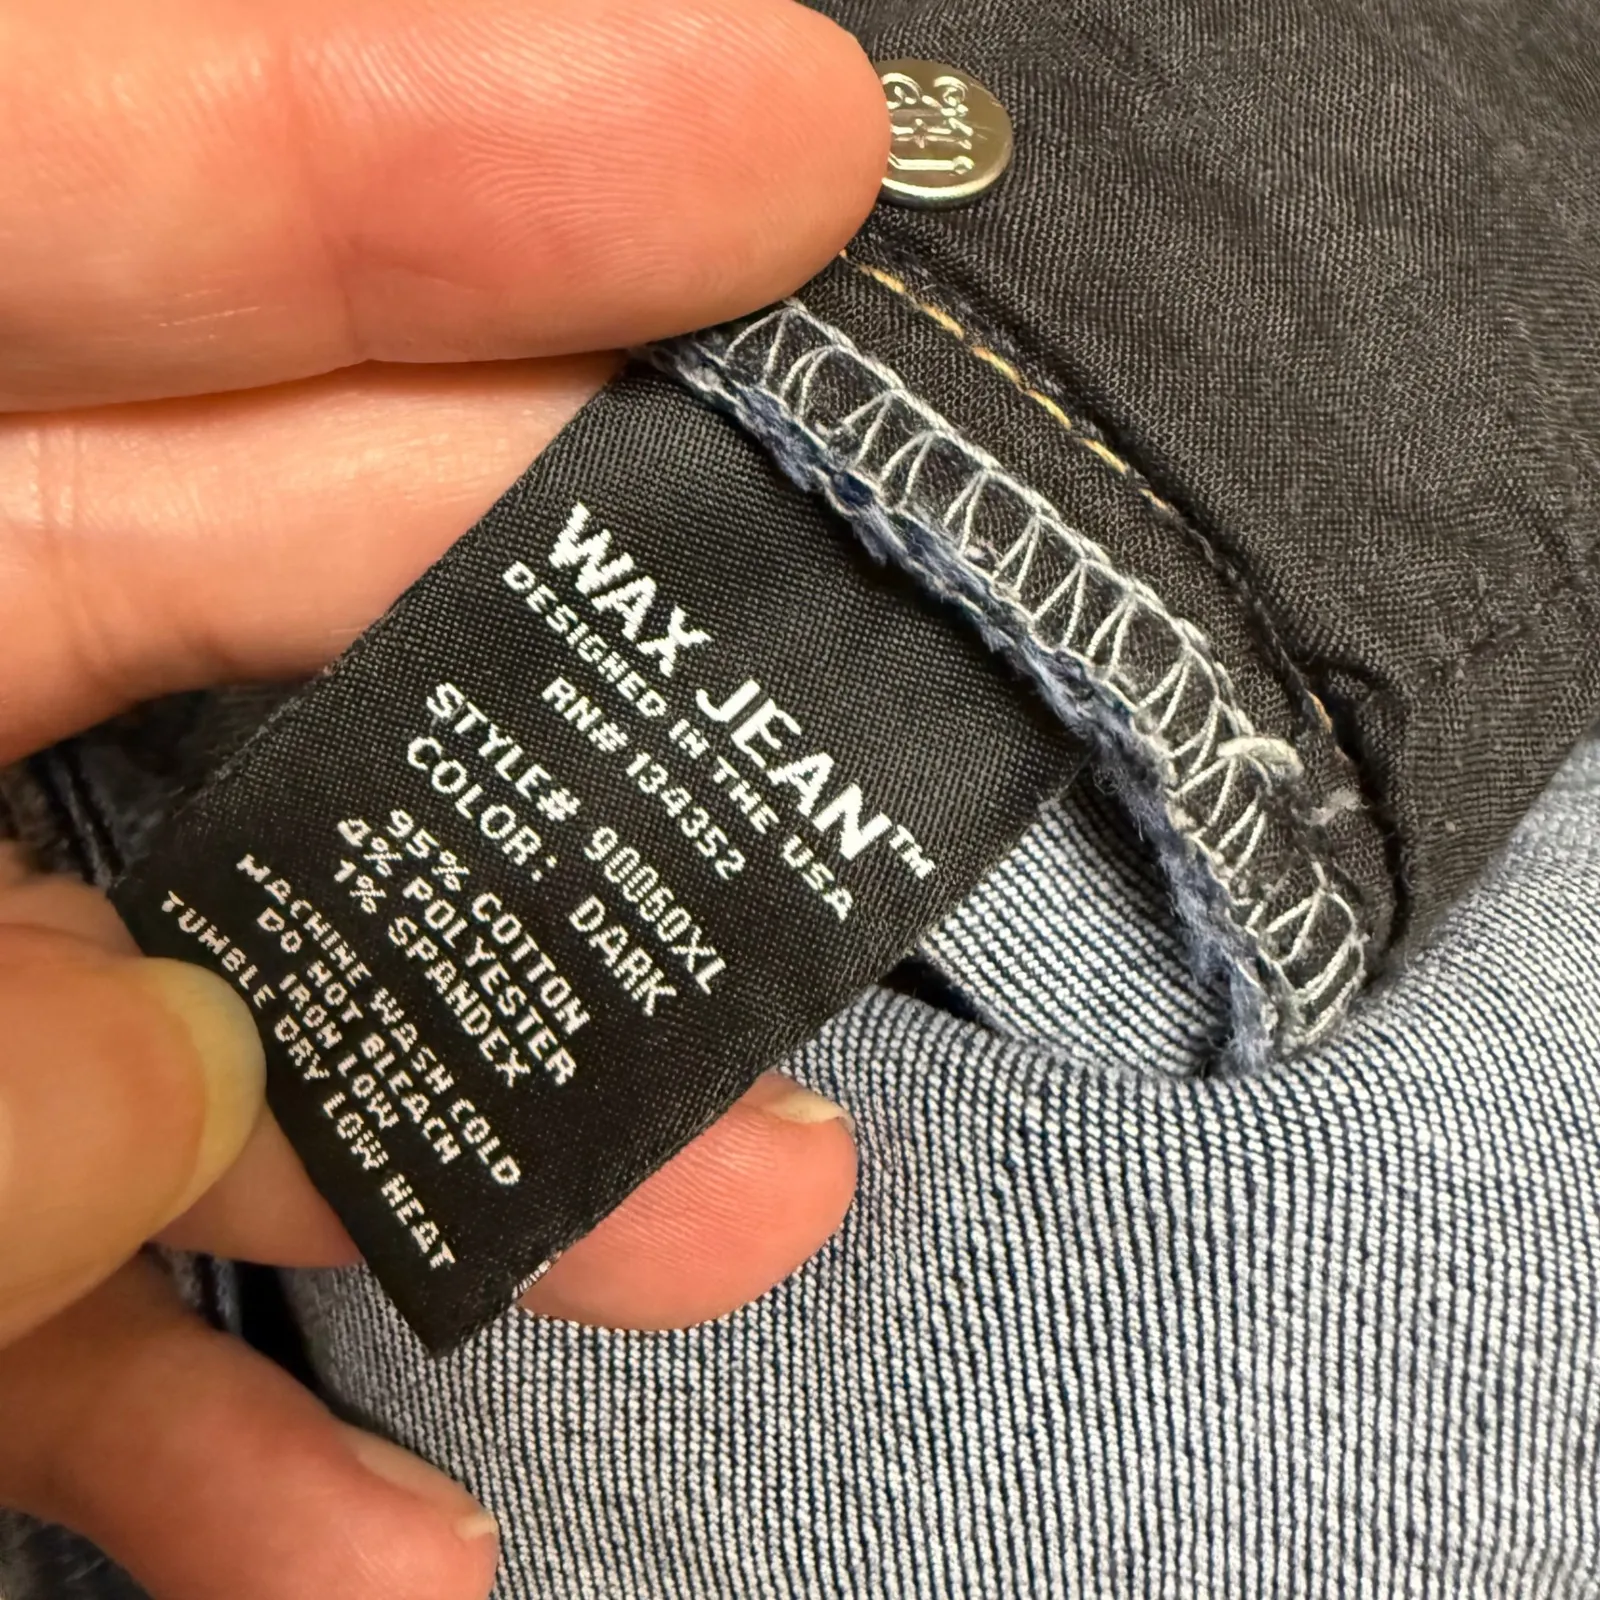 WAX JEAN™
DESIGNED IN THE USA
RN# 134352
STYLE# 90060XL
COLOR: DARK
95% COTTON
4% POLYESTER
1% SPANDEX
MACHINE WASH COLD
DO NOT BLEACH
IRON LOW
TUMBLE DRY LOW HEAT